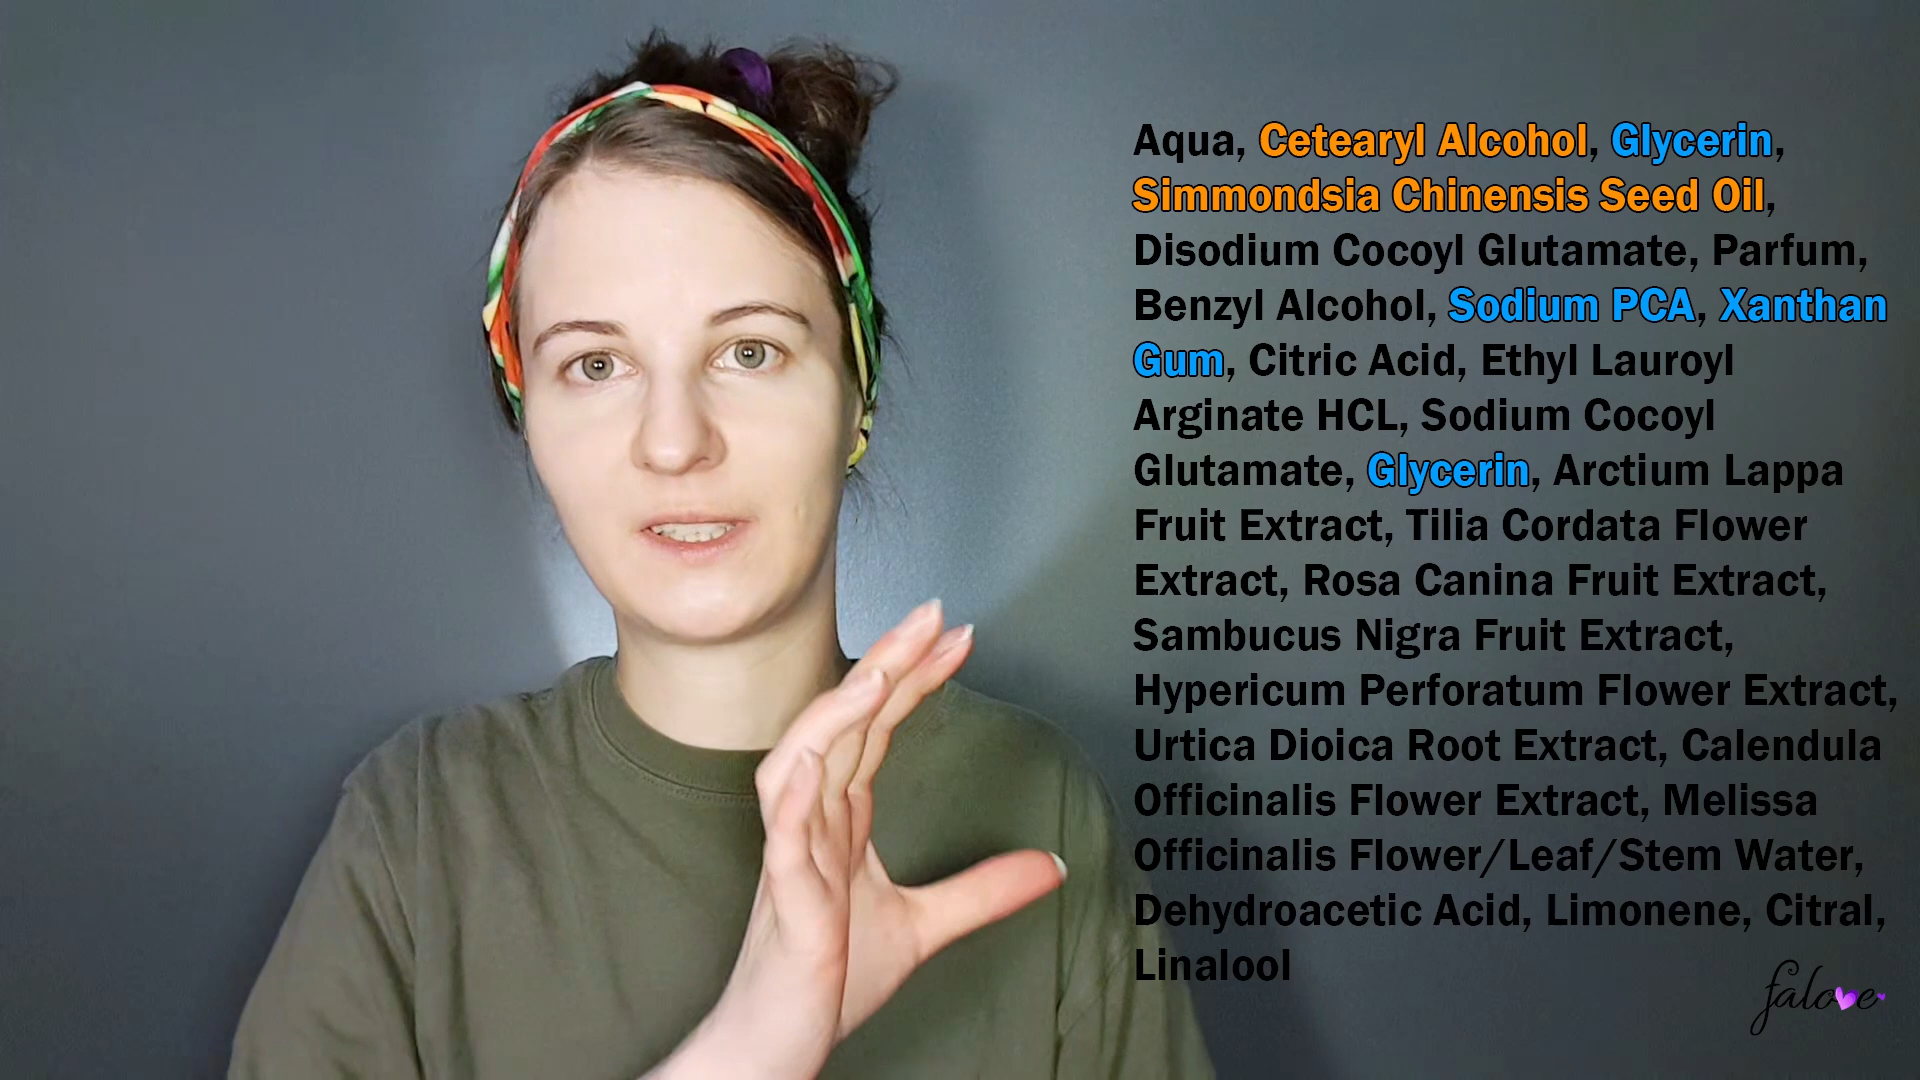 Aqua, Cetearyl Alcohol, Glycerin,
Simmondsia Chinensis Seed Oil,
Disodium Cocoyl Glutamate, Parfum,
Benzyl Alcohol, Sodium PCA, Xanthan
Gum, Citric Acid, Ethyl Lauroyl
Arginate HCL, Sodium Cocoyl
Glutamate, Glycerin, Arctium Lappa
Fruit Extract, Tilia Cordata Flower
Extract, Rosa Canina Fruit Extract,
Sambucus Nigra Fruit Extract,
Hypericum Perforatum Flower Extract,
Urtica Dioica Root Extract, Calendula
Officinalis Flower Extract, Melissa
Officinalis Flower/Leaf/Stem Water,
Dehydroacetic Acid, Limonene, Citral,
Linalool
falove